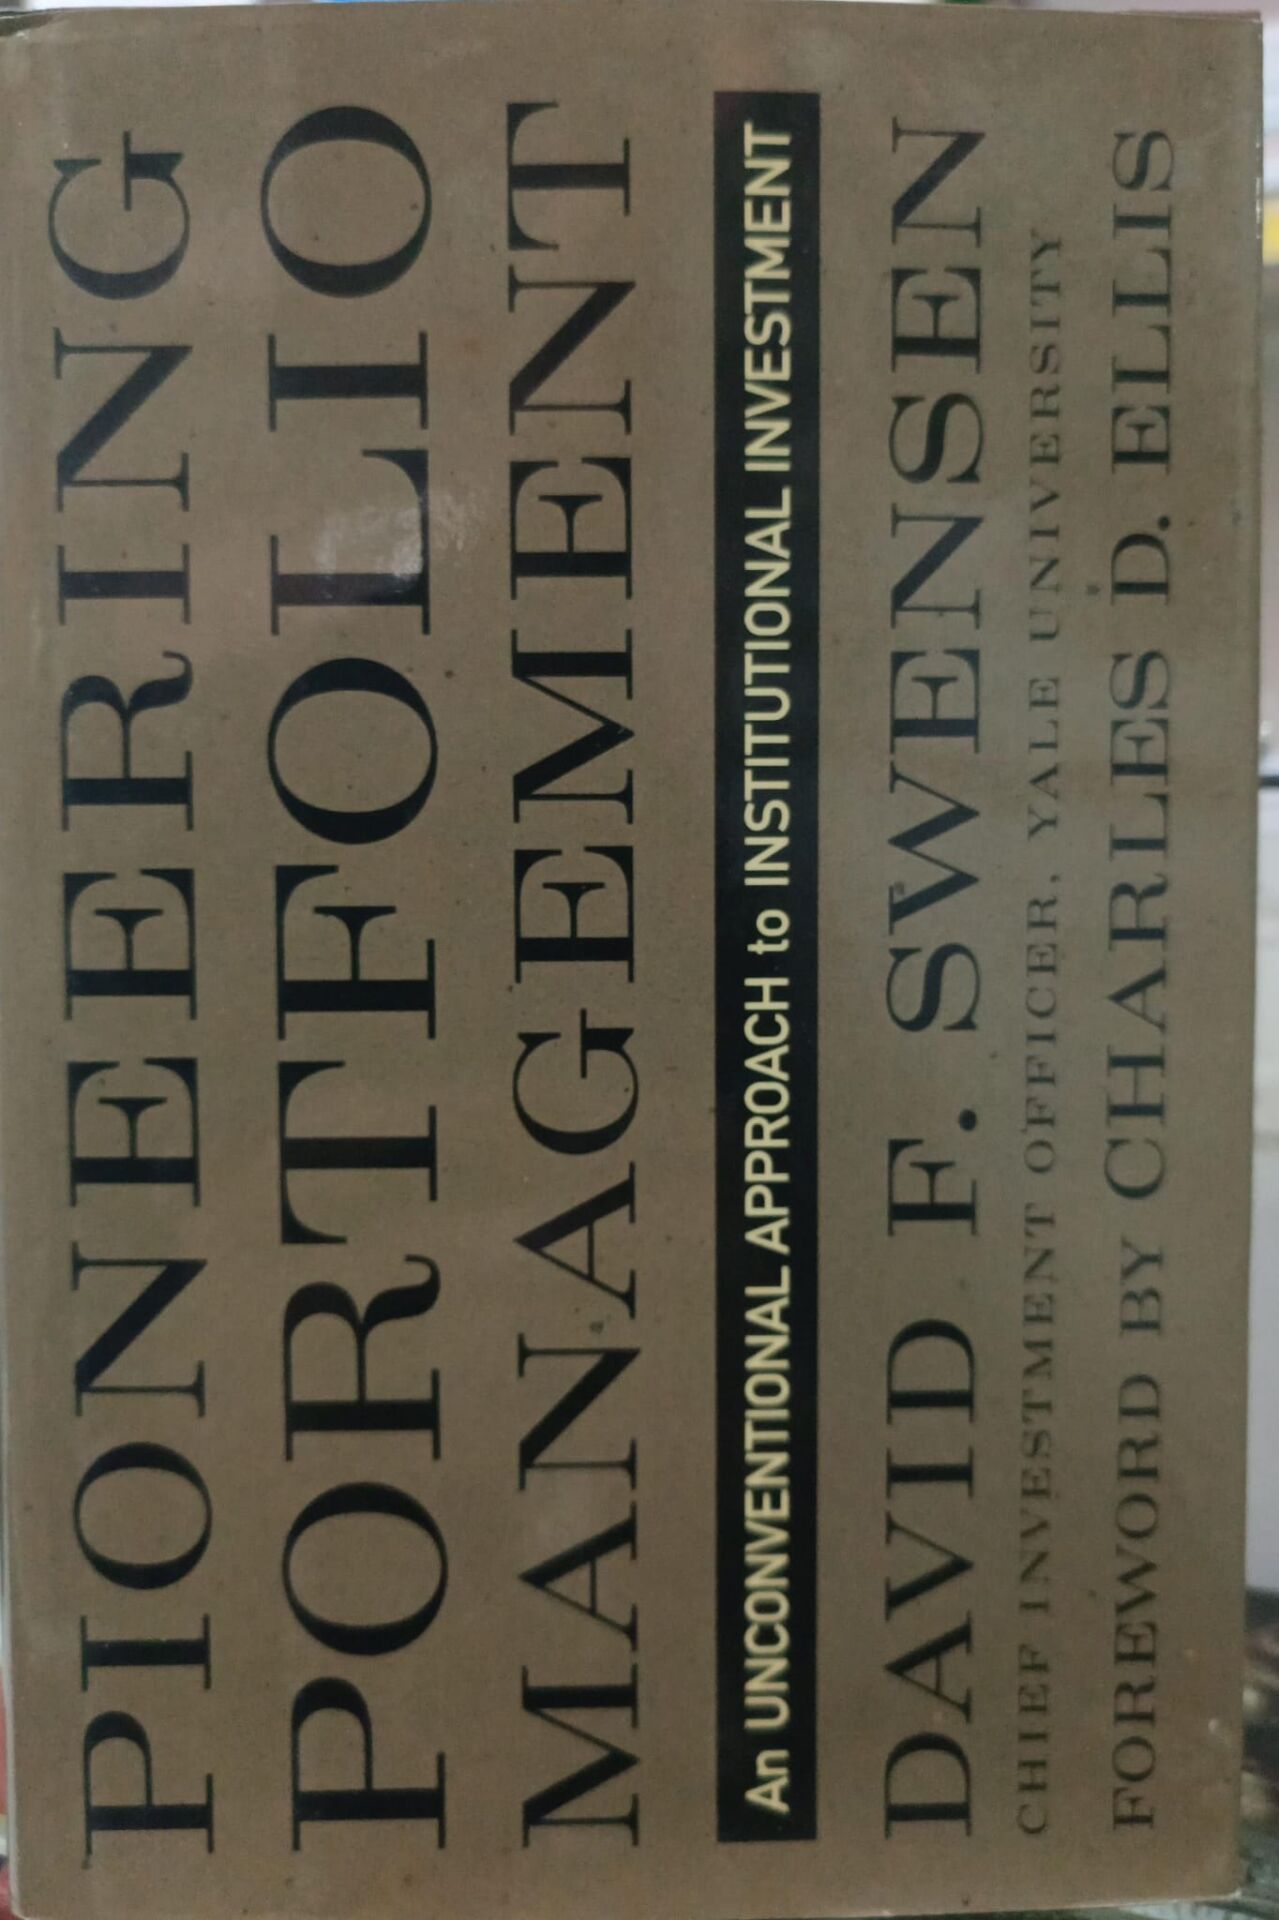 PIONEERING
PORTFOLIO
MANAGEMENT
An UNCONVENTIONAL APPROACH to INSTITUTIONAL INVESTMENT
DAVID F. SWENSEN
CHIEF INVESTMENT OFFICER, YALE UNIVERSITY
FOREWORD BY CHARLES D. ELLIS